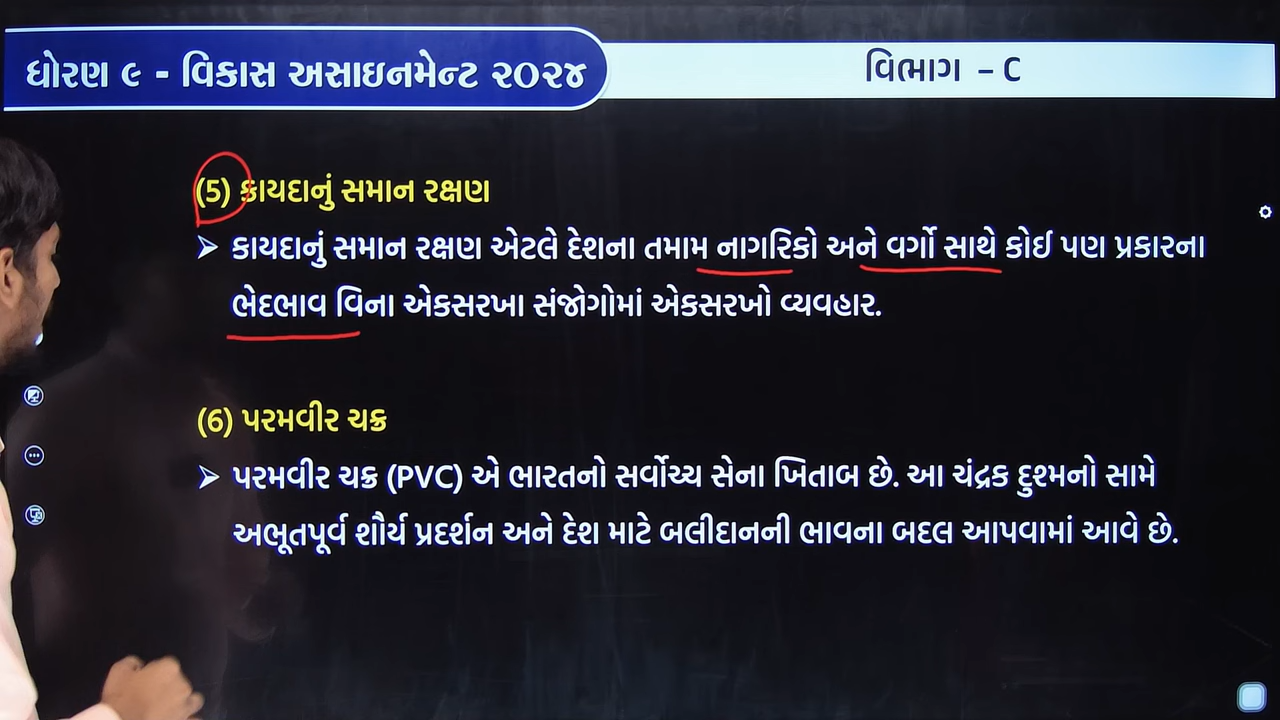 ધોરણ ૯ - વિકાસ અસાઇનમેન્ટ ૨૦૨૪
વિભાગ – C
(5) કાયદાનું સમાન રક્ષણ
➢ કાયદાનું સમાન રક્ષણ એટલે દેશના તમામ નાગરિકો અને વર્ગો સાથે કોઈ પણ પ્રકારના
ભેદભાવ વિના એકસરખા સંજોગોમાં એકસરખો વ્યવહાર.
(6) પરમવીર ચક્ર
➢ પરમવીર ચક્ર (PVC) એ ભારતનો સર્વોચ્ચ સેના ખિતાબ છે. આ ચંદ્રક દુશ્મનો સામે
અભૂતપૂર્વ શૌર્ય પ્રદર્શન અને દેશ માટે બલીદાનની ભાવના બદલ આપવામાં આવે છે.